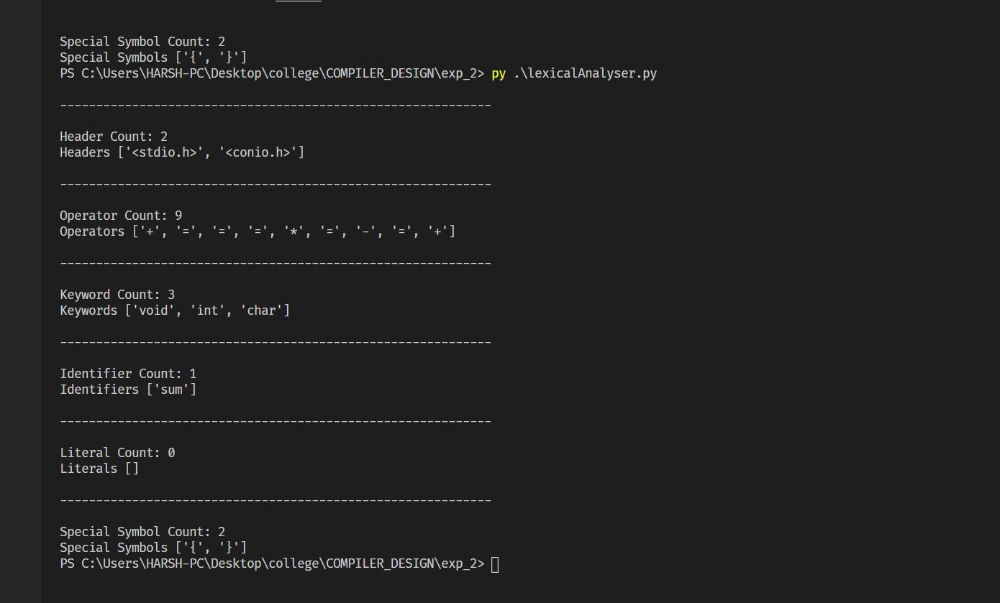 Special Symbol Count: 2
Special Symbols ['{', '}']
PS C:\Users\HARSH-PC\Desktop\college\COMPILER_DESIGN\exp_2> py .\lexicalAnalyser.py
------------------------------------------------------------
Header Count: 2
Headers ['<stdio.h>', '<conio.h>']
------------------------------------------------------------
Operator Count: 9
Operators ['+', '=', '=', '=', '*', '=', '-', '=', '+']
------------------------------------------------------------
Keyword Count: 3
Keywords ['void', 'int', 'char']
------------------------------------------------------------
Identifier Count: 1
Identifiers ['sum']
------------------------------------------------------------
Literal Count: 0
Literals []
------------------------------------------------------------
Special Symbol Count: 2
Special Symbols ['{', '}']
PS C:\Users\HARSH-PC\Desktop\college\COMPILER_DESIGN\exp_2>